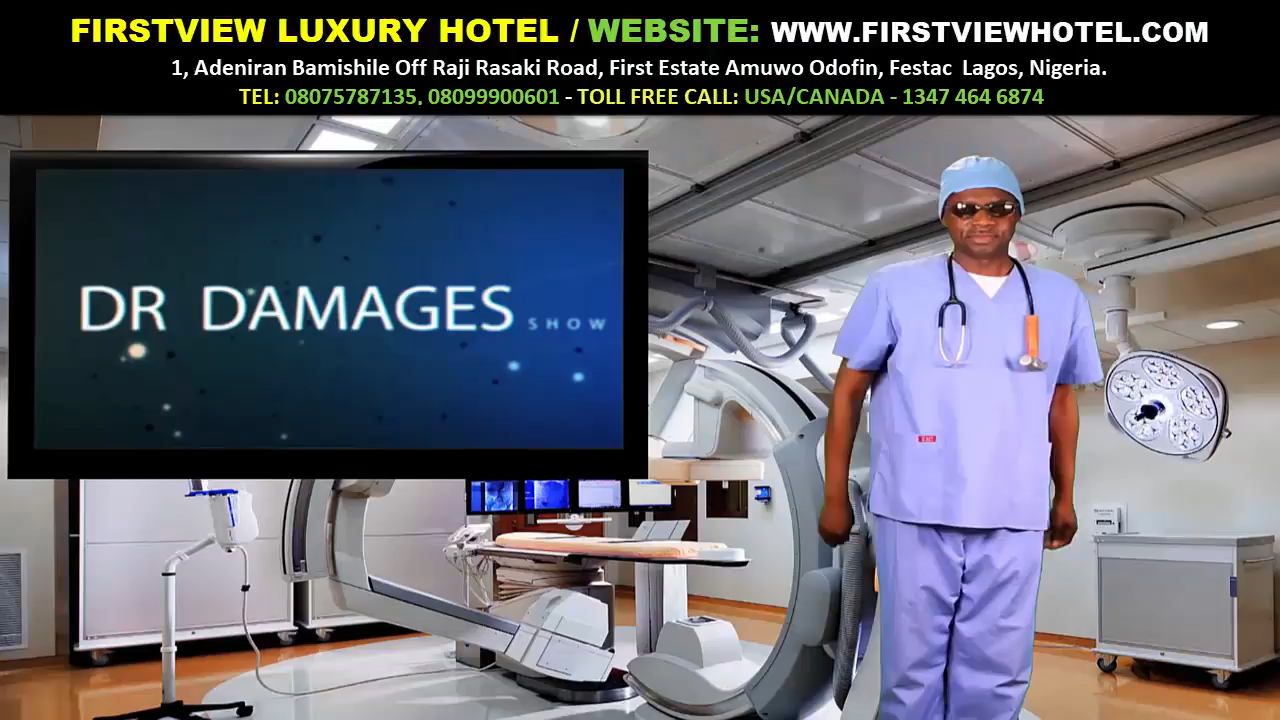 FIRSTVIEW LUXURY HOTEL / WEBSITE: WWW.FIRSTVIEWHOTEL.COM
1, Adeniran Bamishile Off Raji Rasaki Road, First Estate Amuwo Odofin, Festac Lagos, Nigeria.
TEL: 08075787135, 08099900601 - TOLL FREE CALL: USA/CANADA - 1347 464 6874
DR DAMAGES SHOW